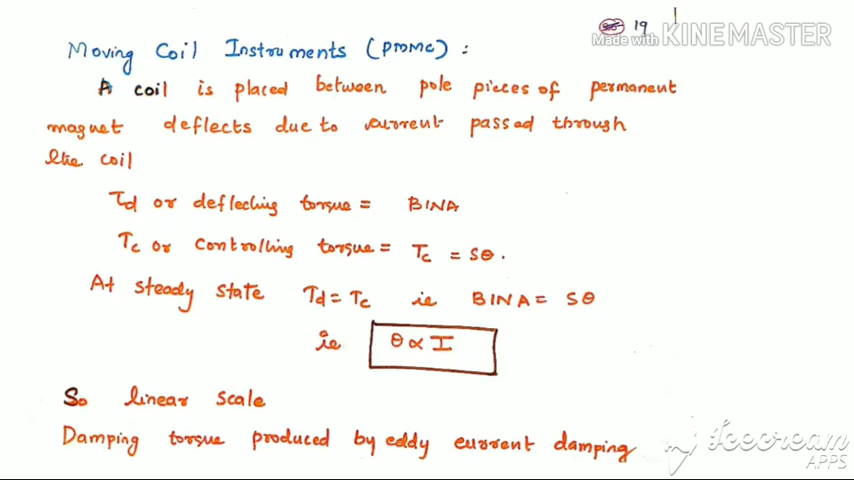 19
Made with KINEMASTER
Moving Coil Instruments (PMMC) :
A coil is placed between pole pieces of permanent
magnet deflects due to current passed through
the coil
Td or deflecting torque = BINA
Tc or controlling torque = Tc = Sθ.
At steady state Td = Tc ie BINA = Sθ
ie θ ∝ I
So linear scale
Damping torque produced by eddy current damping
Icecream
APPS